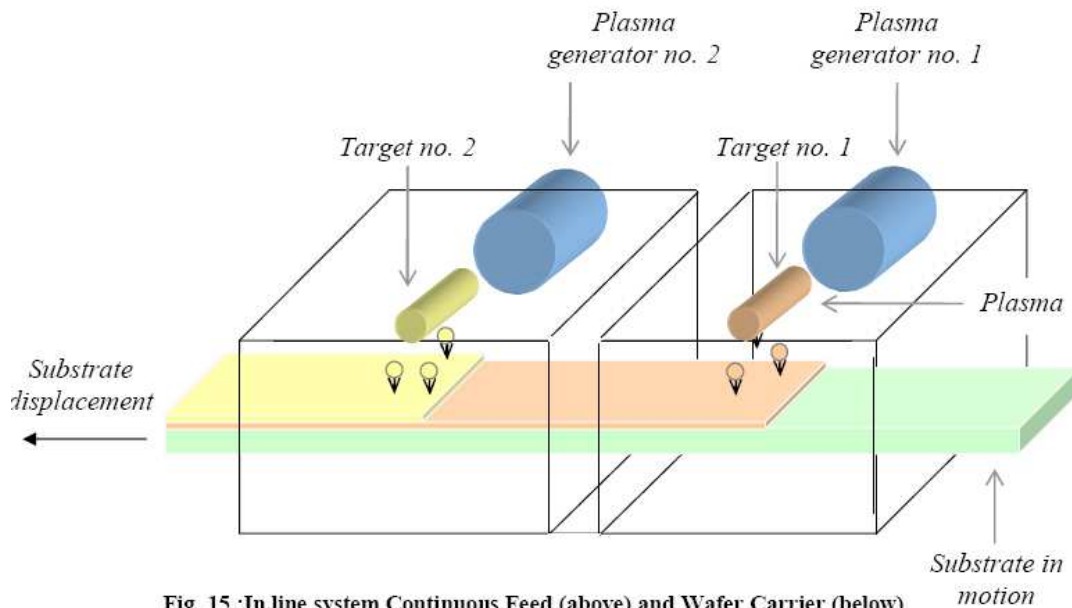 Plasma
generator no. 2
Plasma
generator no. 1
Target no. 2
Target no. 1
Plasma
Substrate
displacement
Substrate in
motion
Fig. 15 :In line system Continuous Feed (above) and Wafer Carrier (below)